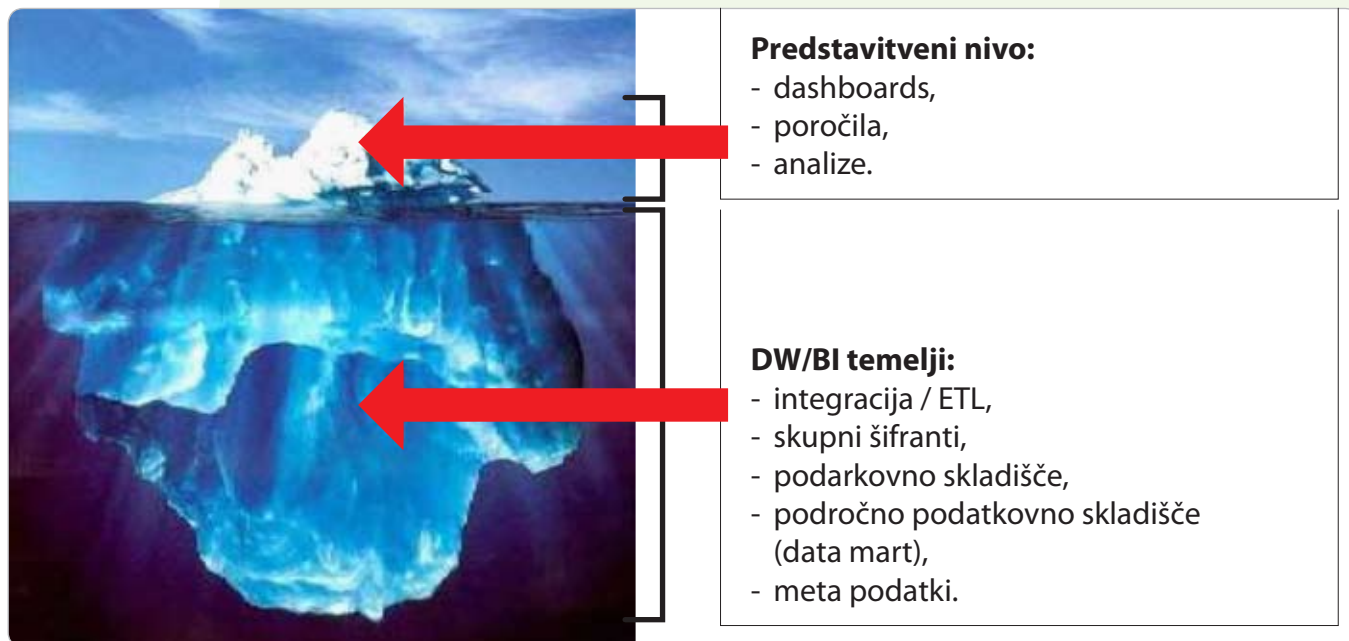 Predstavitveni nivo:
- dashboards,
- poročila,
- analize.
DW/BI temelji:
- integracija / ETL,
- skupni šifranti,
- podarkovno skladišče,
- področno podatkovno skladišče
(data mart),
- meta podatki.